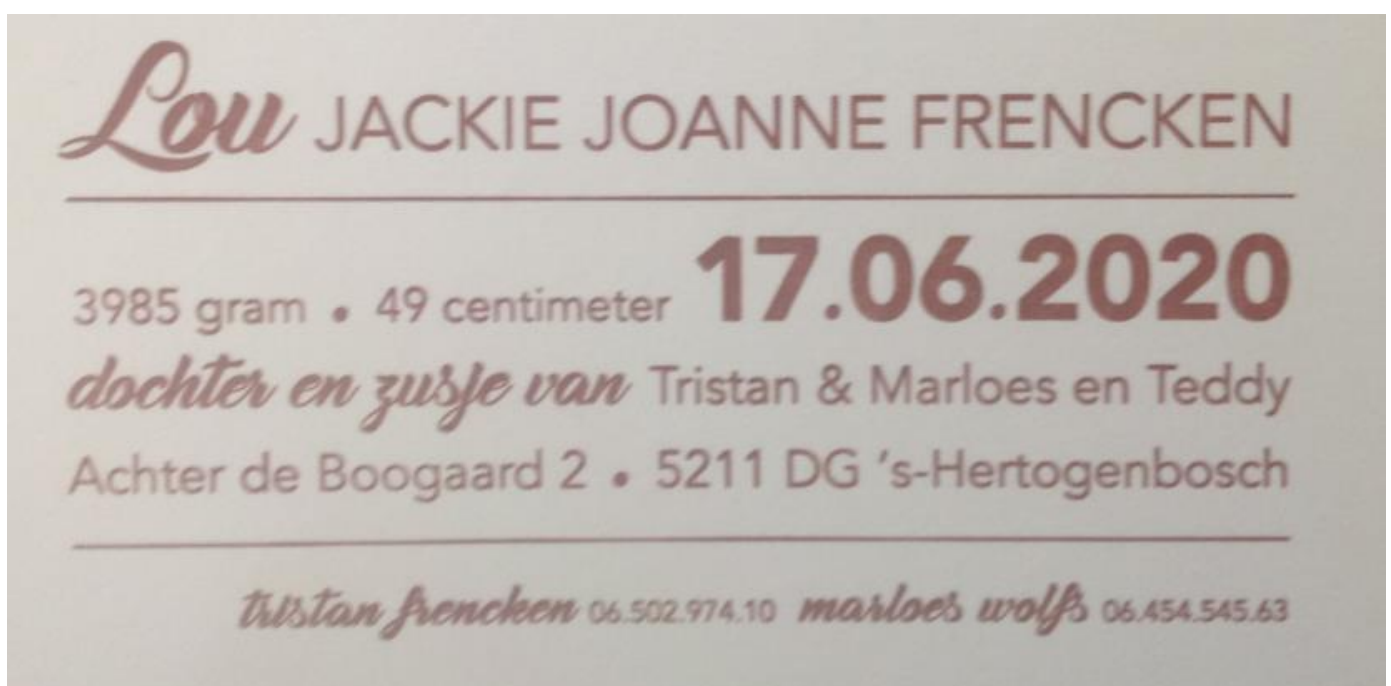 Lou JACKIE JOANNE FRENCKEN
3985 gram • 49 centimeter 17.06.2020
dochter en zusje van Tristan & Marloes en Teddy
Achter de Boogaard 2 • 5211 DG 's-Hertogenbosch
tristan frencken 06.502.974.10 marloes wolfs 06.454.545.63